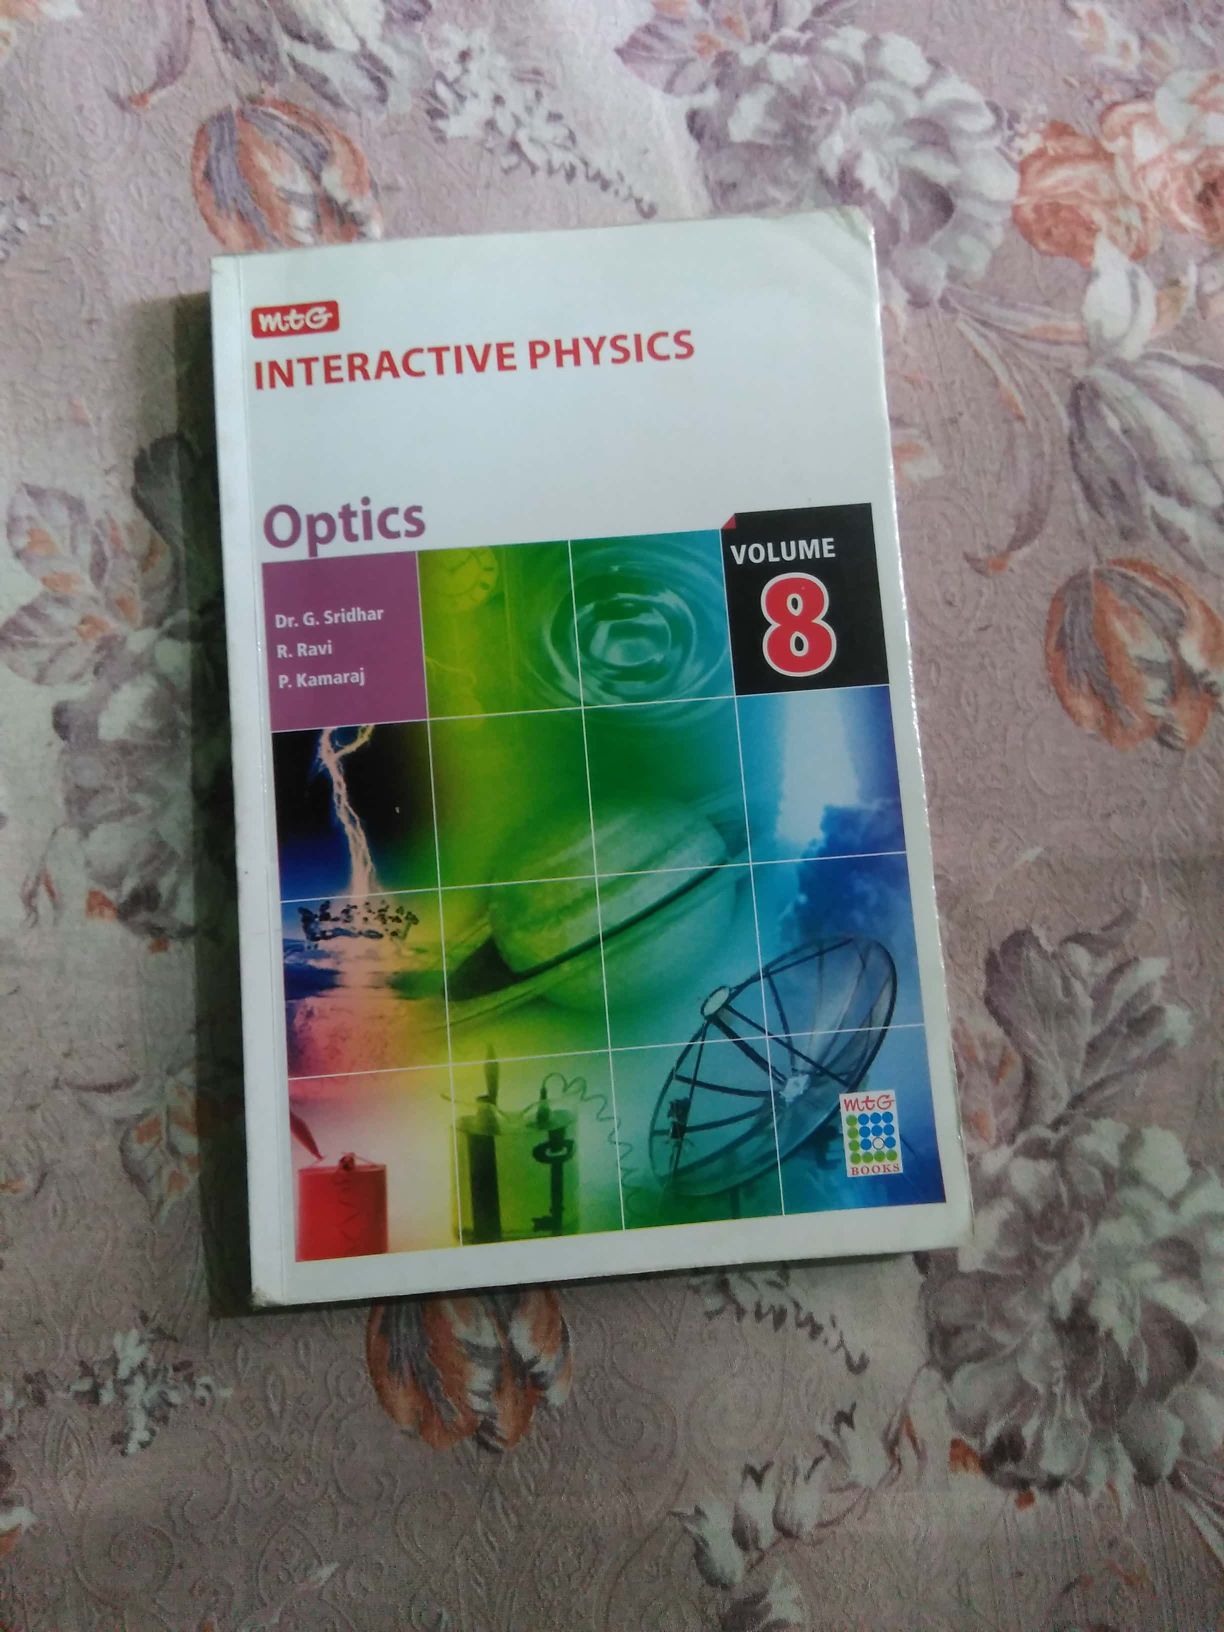 mtG
INTERACTIVE PHYSICS
Optics
Dr. G. Sridhar
R. Ravi
P. Kamaraj
VOLUME
8
mtG
BOOKS